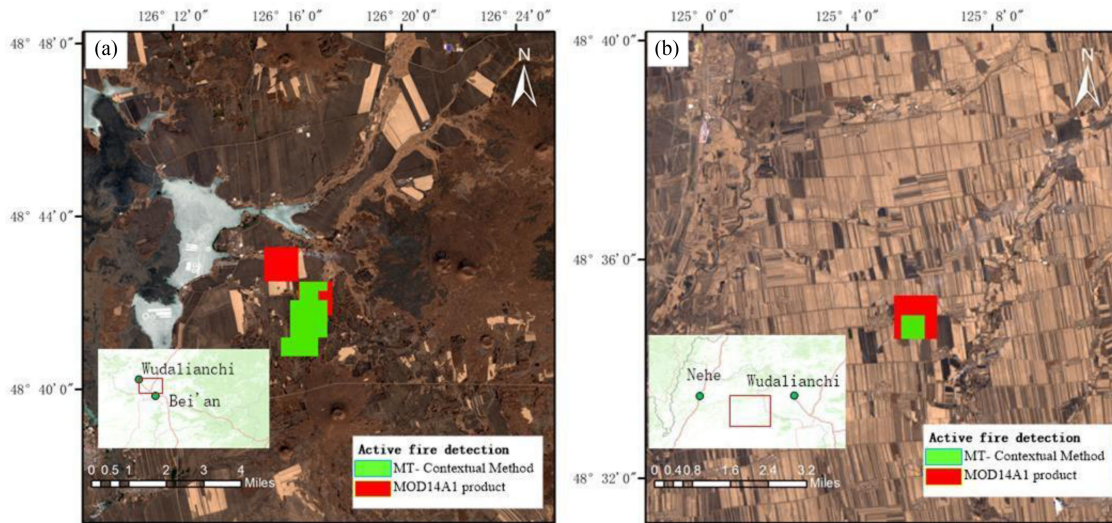 126° 12′ 0″
126° 16′ 0″
126° 20′ 0″
126° 24′ 0″
48° 48′ 0″
48° 44′ 0″
48° 40′ 0″
(a)
N
Wudalianchi
Bei'an
0 0.5 1 2 3 4
Miles
Active fire detection
MT- Contextual Method
MOD14A1 product
125° 0′ 0″
125° 4′ 0″
125° 8′ 0″
48° 40′ 0″
48° 36′ 0″
48° 32′ 0″
(b)
N
Nehe
Wudalianchi
0 0.40.8 1.6 2.4 3.2
Miles
Active fire detection
MT- Contextual Method
MOD14A1 product